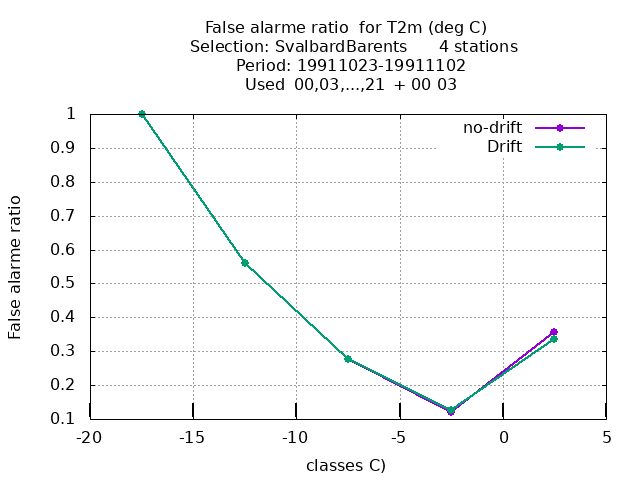 False alarme ratio  for T2m (deg C)
Selection: SvalbardBarents      4 stations
Period: 19911023-19911102
Used  00,03,...,21  + 00 03
no-drift
Drift
False alarme ratio
1
0.9
0.8
0.7
0.6
0.5
0.4
0.3
0.2
0.1
-20 -15 -10 -5 0 5
classes C)